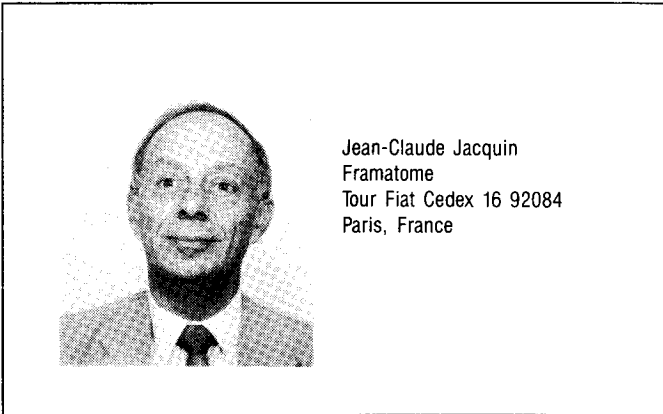 Jean-Claude Jacquin
Framatome
Tour Fiat Cedex 16 92084
Paris, France